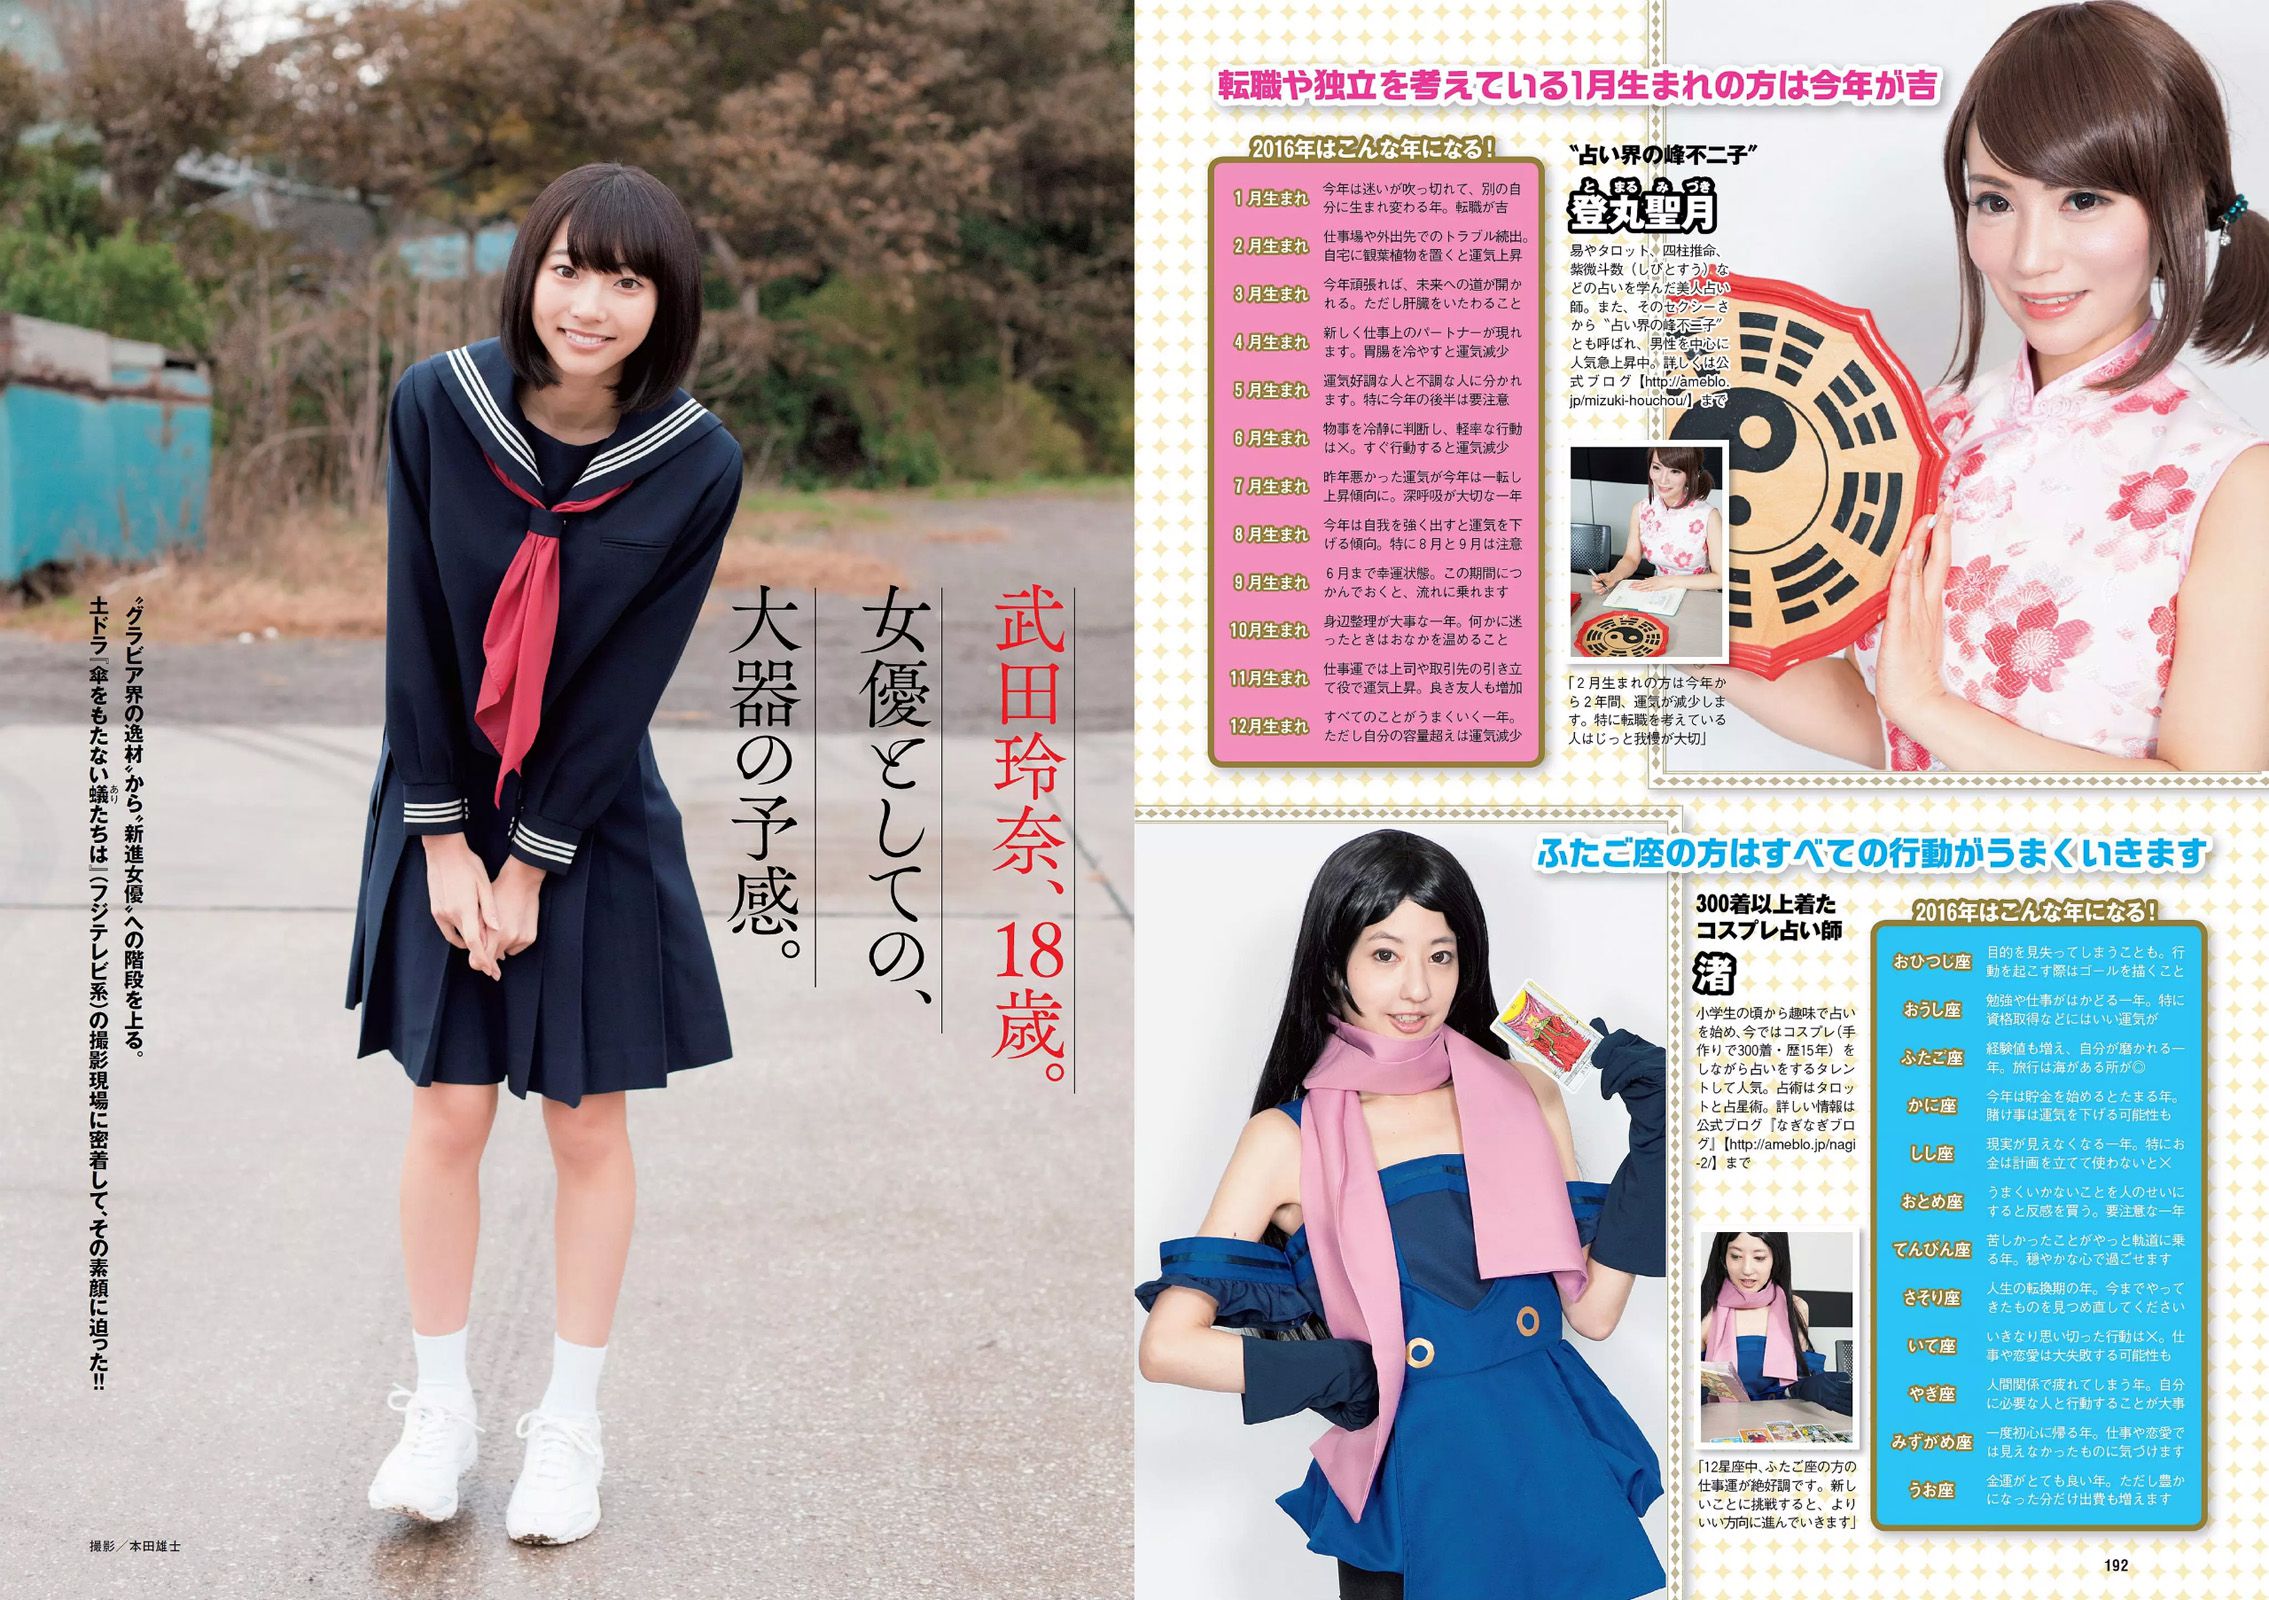 武田玲奈、18歳。
女優としての、
大器の予感。
〝グラビア界の逸材〟から〝新進女優〟への階段を上る。
土ドラ『傘をもたない蟻たちは』(フジテレビ系)の撮影現場に密着して、その素顔に迫った!!
あり
撮影/本田雄士
転職や独立を考えている1月生まれの方は今年が吉
2016年はこんな年になる!
1月生まれ 今年は迷いが吹っ切れて、別の自
分に生まれ変わる年。転職が吉
2月生まれ 仕事場や外出先でのトラブル続出。
自宅に観葉植物を置くと運気上昇
3月生まれ 今年頑張れば、未来への道が開か
れる。ただし肝臓をいたわること
4月生まれ 新しく仕事上のパートナーが現れ
ます。胃腸を冷やすと運気減少
5月生まれ 運気好調な人と不調な人に分かれ
ます。特に今年の後半は要注意
6月生まれ 物事を冷静に判断し、軽率な行動
は×。すぐ行動すると運気減少
7月生まれ 昨年悪かった運気が今年は一転し
上昇傾向に。深呼吸が大切な一年
8月生まれ 今年は自我を強く出すと運気を下
げる傾向。特に8月と9月は注意
9月生まれ 6月まで幸運状態。この期間につ
かんでおくと、流れに乗れます
10月生まれ 身辺整理が大事な一年。何かに迷
ったときはおなかを温めること
11月生まれ 仕事運では上司や取引先の引き立
て役で運気上昇。良き友人も増加
12月生まれ すべてのことがうまくいく一年。
ただし自分の容量超えは運気減少
〝占い界の峰不二子〟
と まる み づき
登丸聖月
易やタロット、四柱推命、
紫微斗数(しびとすう)な
どの占いを学んだ美人占い
師。また、そのセクシーさ
から〝占い界の峰不二子〟
とも呼ばれ、男性を中心に
人気急上昇中。詳しくは公
式ブログ【http://ameblo.
jp/mizuki-houchou/】まで
「2月生まれの方は今年か
ら2年間、運気が減少しま
す。特に転職を考えている
人はじっと我慢が大切」
ふたご座の方はすべての行動がうまくいきます
300着以上着た
コスプレ占い師
渚
小学生の頃から趣味で占い
を始め、今ではコスプレ(手
作りで300着・歴15年)を
しながら占いをするタレン
トして人気。占術はタロッ
トと占星術。詳しい情報は
公式ブログ『なぎなぎブロ
グ』【http://ameblo.jp/nagi
-2/】まで
「12星座中、ふたご座の方の
仕事運が絶好調です。新し
いことに挑戦すると、より
いい方向に進んでいきます」
2016年はこんな年になる!
おひつじ座 目的を見失ってしまうことも。行
動を起こす際はゴールを描くこと
おうし座 勉強や仕事がはかどる一年。特に
資格取得などにはいい運気が
ふたご座 経験値も増え、自分が磨かれる一
年。旅行は海がある所が◎
かに座 今年は貯金を始めるとたまる年。
賭け事は運気を下げる可能性も
しし座 現実が見えなくなる一年。特にお
金は計画を立てて使わないと×
おとめ座 うまくいかないことを人のせいに
すると反感を買う。要注意な一年
てんびん座 苦しかったことがやっと軌道に乗
る年。穏やかな心で過ごせます
さそり座 人生の転換期の年。今までやって
きたものを見つめ直してください
いて座 いきなり思い切った行動は×。仕
事や恋愛は大失敗する可能性も
やぎ座 人間関係で疲れてしまう年。自分
に必要な人と行動することが大事
みずがめ座 一度初心に帰る年。仕事や恋愛で
は見えなかったものに気づけます
うお座 金運がとても良い年。ただし豊か
になった分だけ出費も増えます
192